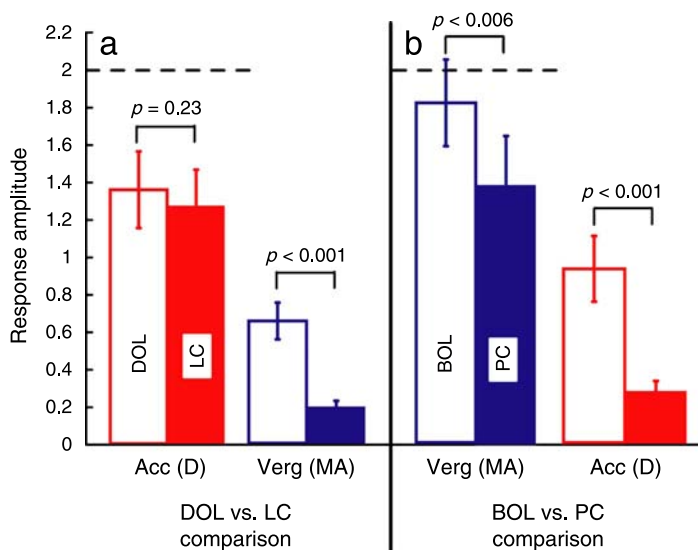 Response amplitude
2.2
2
1.8
1.6
1.4
1.2
1
0.8
0.6
0.4
0.2
0
a
p = 0.23
DOL
LC
p < 0.001
Acc (D)
Verg (MA)
DOL vs. LC
comparison
b
p < 0.006
BOL
PC
p < 0.001
Verg (MA)
Acc (D)
BOL vs. PC
comparison